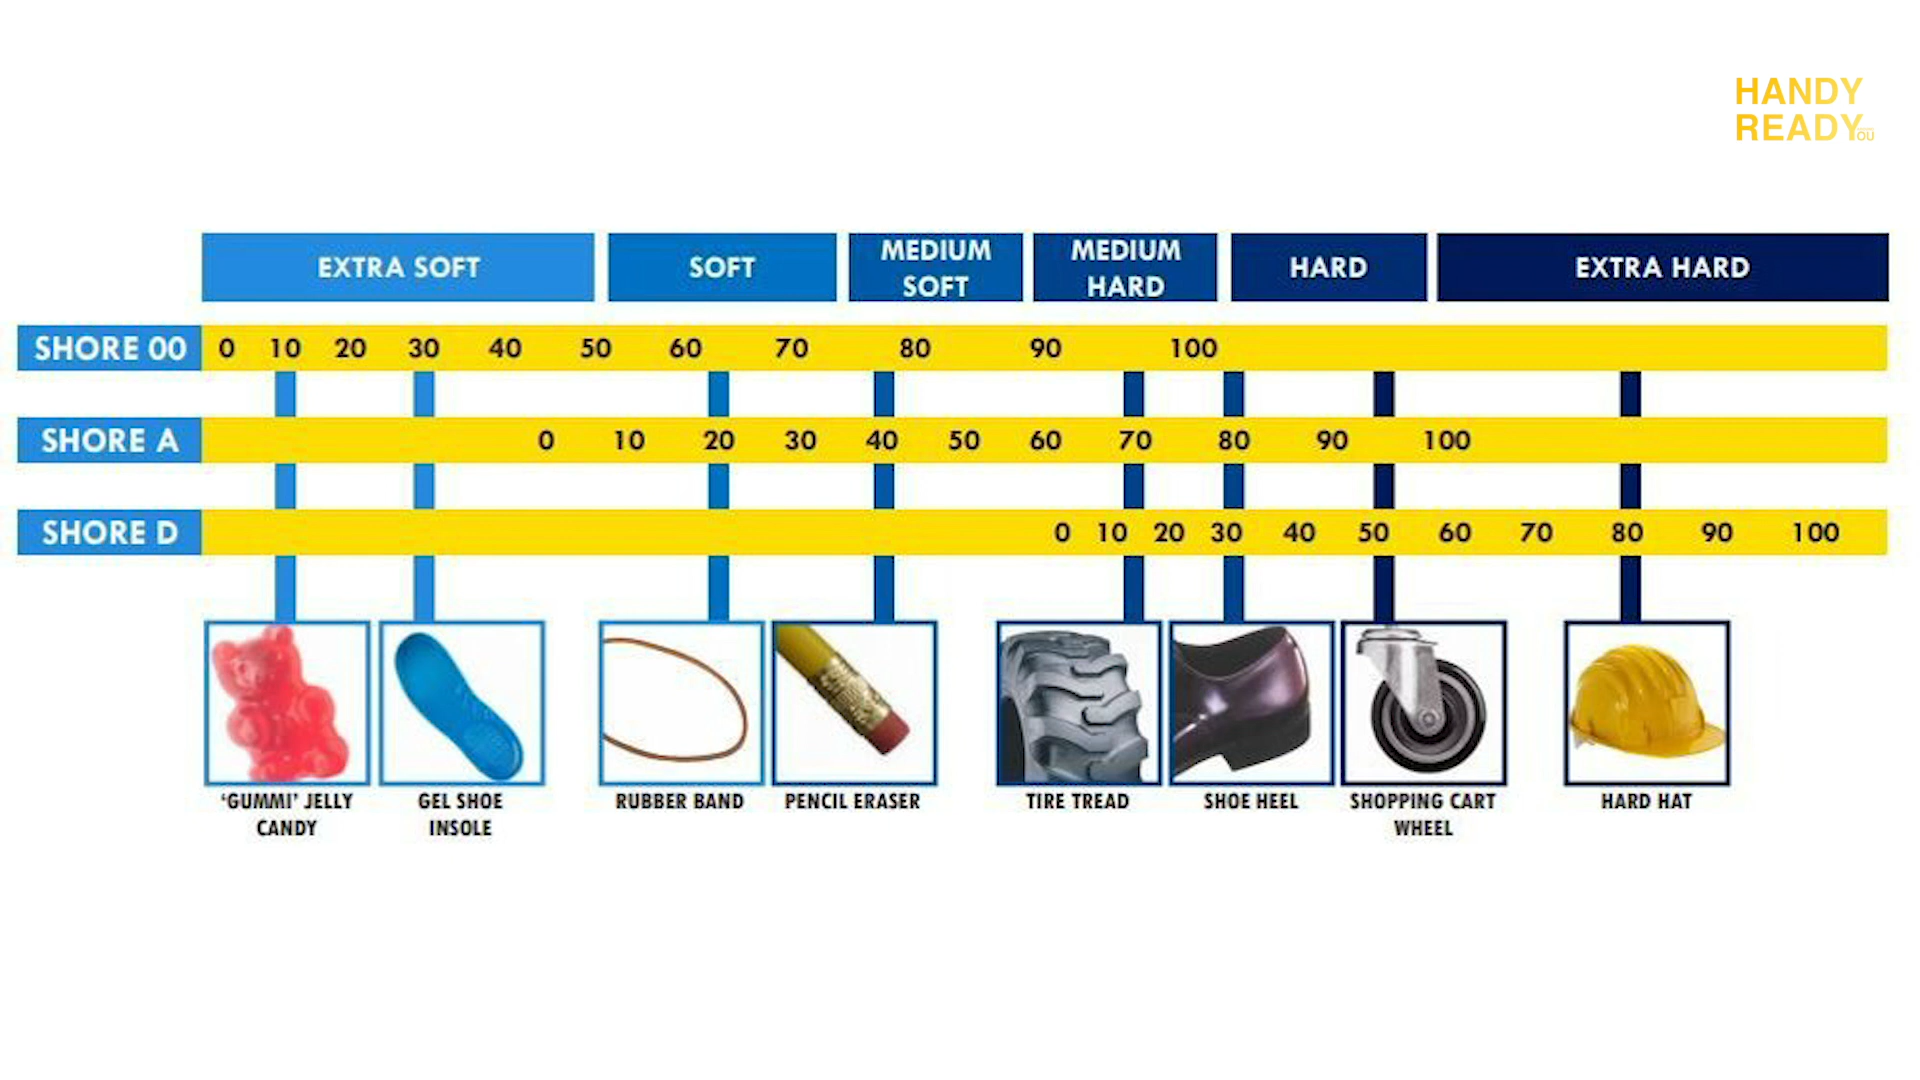 HANDY
READY OÜ
EXTRA SOFT
SOFT
MEDIUM
SOFT
MEDIUM
HARD
HARD
EXTRA HARD
SHORE 00 0 10 20 30 40 50 60 70 80 90 100
SHORE A 0 10 20 30 40 50 60 70 80 90 100
SHORE D 0 10 20 30 40 50 60 70 80 90 100
‘GUMMI’ JELLY
CANDY
GEL SHOE
INSOLE
RUBBER BAND
PENCIL ERASER
TIRE TREAD
SHOE HEEL
SHOPPING CART
WHEEL
HARD HAT